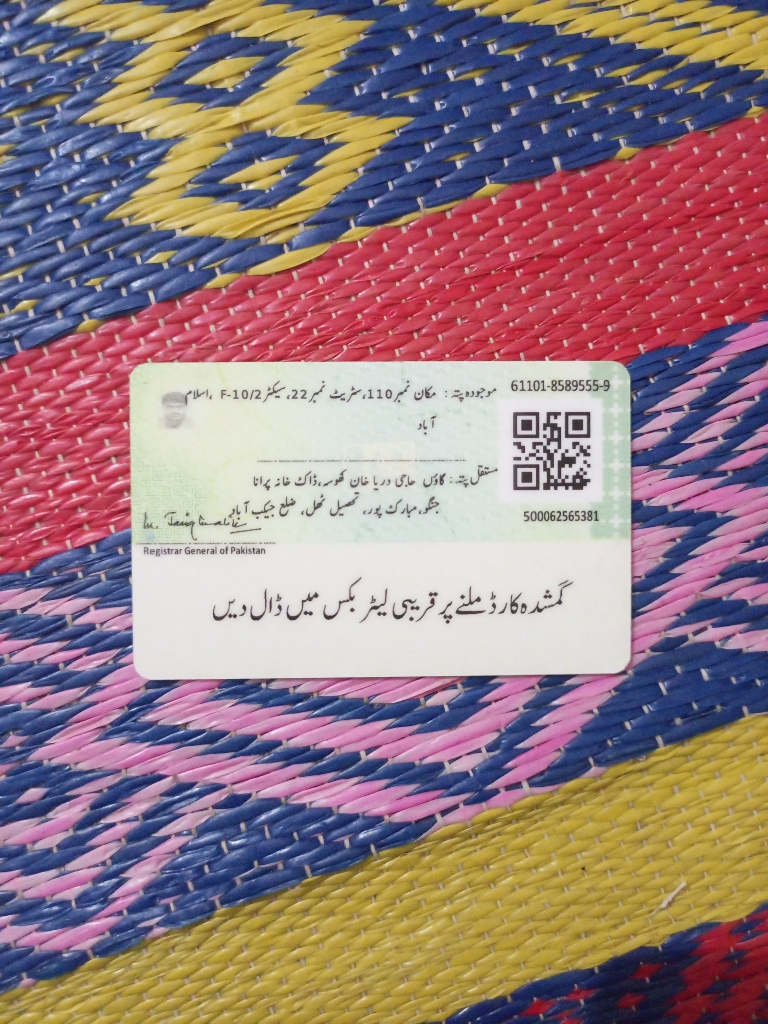 61101-8589555-9
موجودہ پتہ: مکان نمبر 110، سٹریٹ نمبر 22، سیکٹر F-10/2، اسلام
آباد
مستقل پتہ: گاؤں حاجی دریا خان کھوسہ، ڈاک خانہ پرانا
جنگو، مبارک پور، تحصیل ٹھل، ضلع جیکب آباد
500062565381
Registrar General of Pakistan
گمشدہ کارڈ ملنے پر قریبی لیٹر بکس میں ڈال دیں